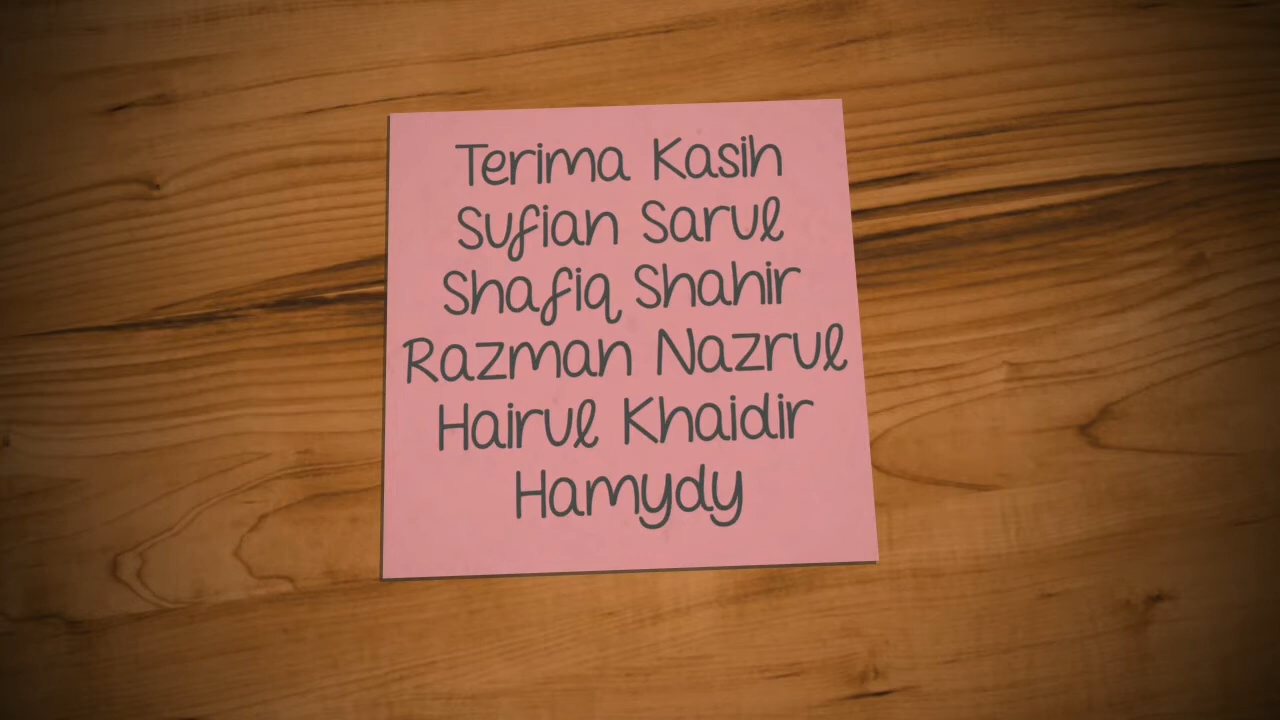 Terima Kasih
Sufian Sarul
Shafiq Shahir
Razman Nazrul
Hairul Khaidir
Hamydy